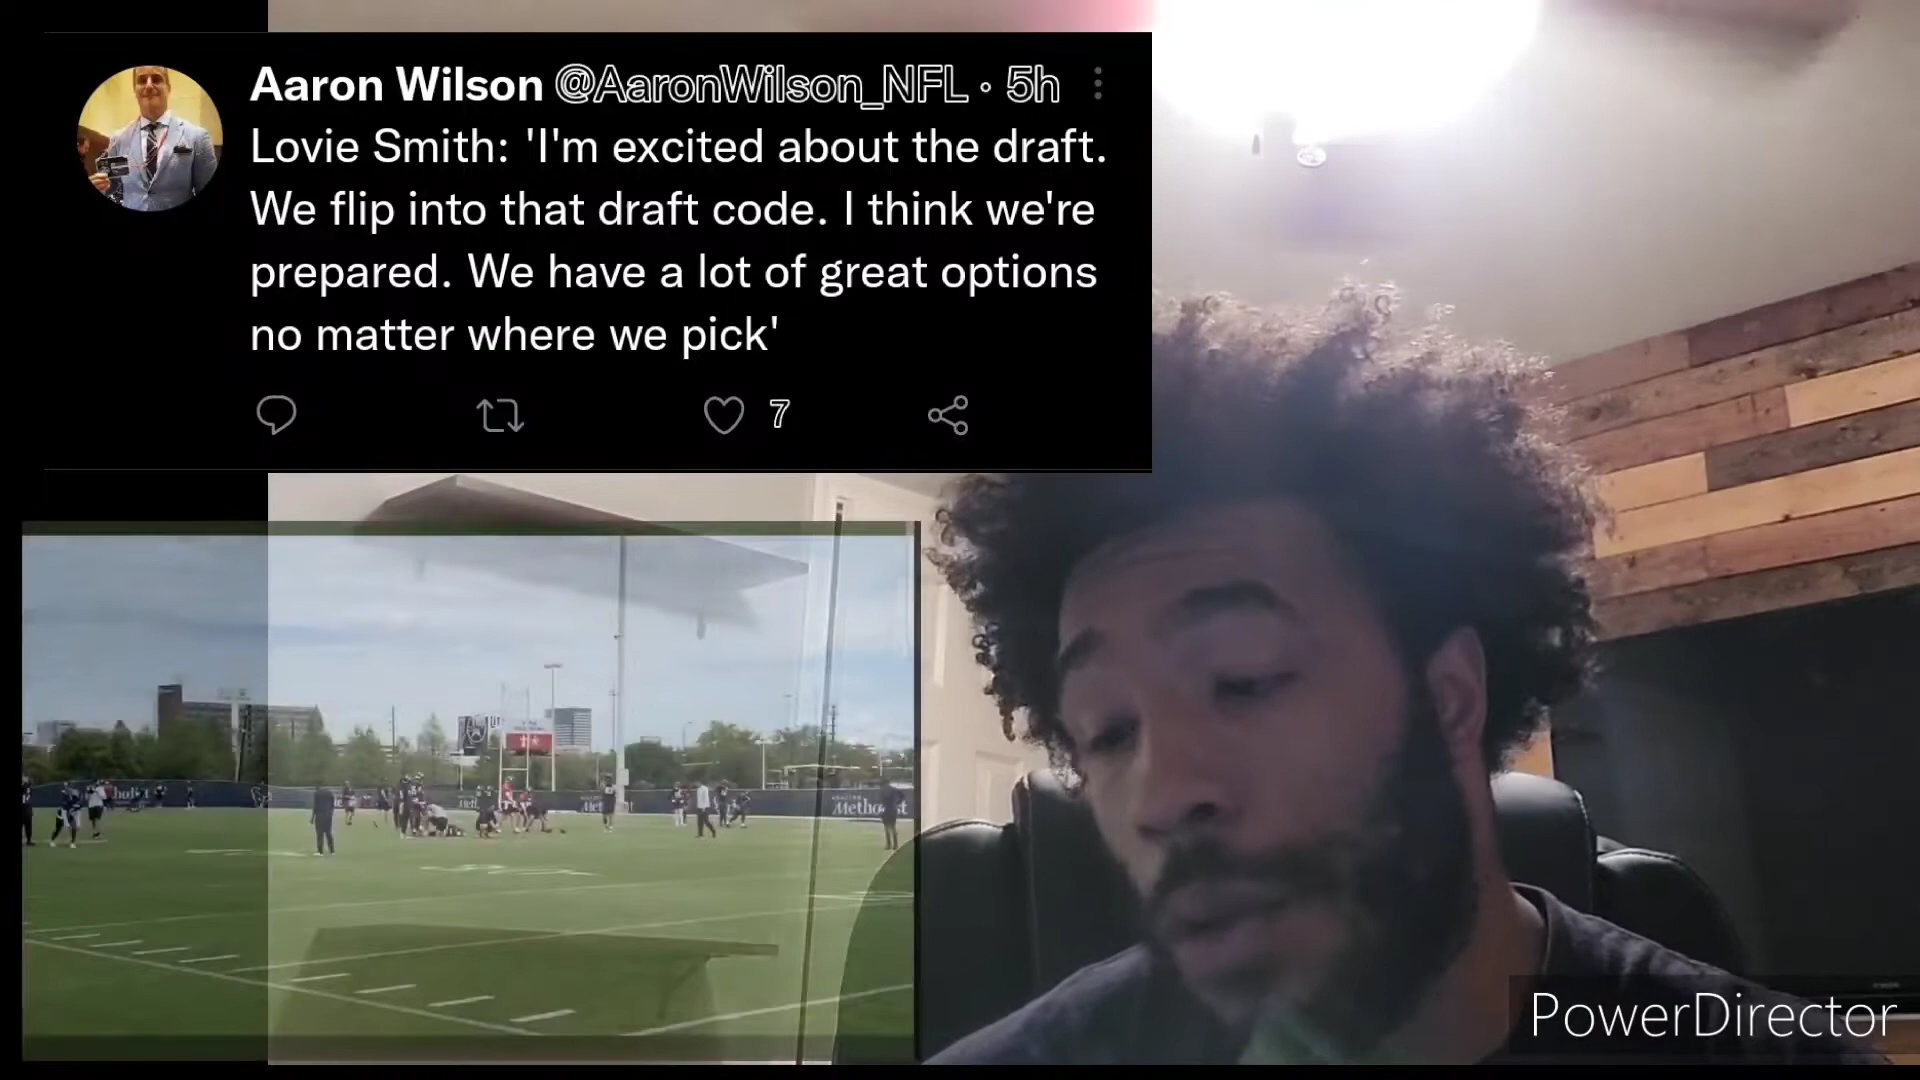 Aaron Wilson @AaronWilson_NFL · 5h
Lovie Smith: 'I'm excited about the draft.
We flip into that draft code. I think we're
prepared. We have a lot of great options
no matter where we pick'
7
Methodist
PowerDirector